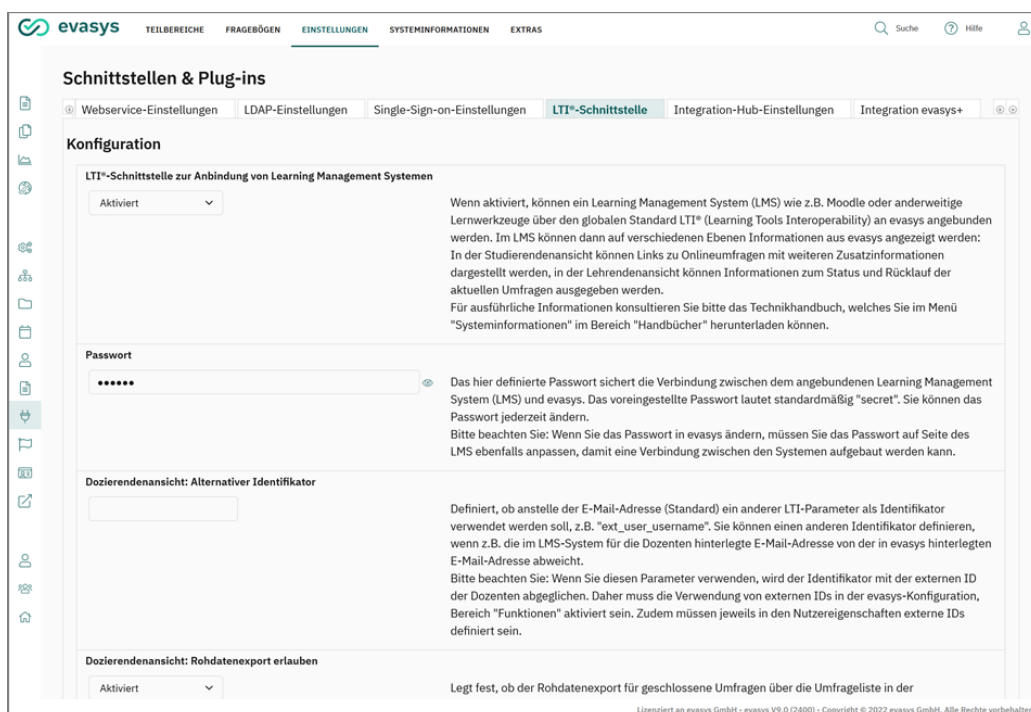 evasys
TEILBEREICHE FRAGEBÖGEN EINSTELLUNGEN SYSTEMINFORMATIONEN EXTRAS Suche Hilfe
Schnittstellen & Plug-ins
Webservice-Einstellungen LDAP-Einstellungen Single-Sign-on-Einstellungen LTI®-Schnittstelle Integration-Hub-Einstellungen Integration evasys+
Konfiguration
LTI®-Schnittstelle zur Anbindung von Learning Management Systemen
Aktiviert
Wenn aktiviert, können ein Learning Management System (LMS) wie z.B. Moodle oder anderweitige
Lernwerkzeuge über den globalen Standard LTI® (Learning Tools Interoperability) an evasys angebunden
werden. Im LMS können dann auf verschiedenen Ebenen Informationen aus evasys angezeigt werden:
In der Studierendenansicht können Links zu Onlineumfragen mit weiteren Zusatzinformationen
dargestellt werden, in der Lehrendenansicht können Informationen zum Status und Rücklauf der
aktuellen Umfragen ausgegeben werden.
Für ausführliche Informationen konsultieren Sie bitte das Technikhandbuch, welches Sie im Menü
"Systeminformationen" im Bereich "Handbücher" herunterladen können.
Passwort
••••••
Das hier definierte Passwort sichert die Verbindung zwischen dem angebundenen Learning Management
System (LMS) und evasys. Das voreingestellte Passwort lautet standardmäßig "secret". Sie können das
Passwort jederzeit ändern.
Bitte beachten Sie: Wenn Sie das Passwort in evasys ändern, müssen Sie das Passwort auf Seite des
LMS ebenfalls anpassen, damit eine Verbindung zwischen den Systemen aufgebaut werden kann.
Dozierendenansicht: Alternativer Identifikator
Definiert, ob anstelle der E-Mail-Adresse (Standard) ein anderer LTI-Parameter als Identifikator
verwendet werden soll, z.B. "ext_user_username". Sie können einen anderen Identifikator definieren,
wenn z.B. die im LMS-System für die Dozenten hinterlegte E-Mail-Adresse von der in evasys hinterlegten
E-Mail-Adresse abweicht.
Bitte beachten Sie: Wenn Sie diesen Parameter verwenden, wird der Identifikator mit der externen ID
der Dozenten abgeglichen. Daher muss die Verwendung von externen IDs in der evasys-Konfiguration,
Bereich "Funktionen" aktiviert sein. Zudem müssen jeweils in den Nutzereigenschaften externe IDs
definiert sein.
Dozierendenansicht: Rohdatenexport erlauben
Aktiviert
Legt fest, ob der Rohdatenexport für geschlossene Umfragen über die Umfrageliste in der
Lizenziert an evasys GmbH - evasys V9.0 (2400) - Copyright © 2022 evasys GmbH. Alle Rechte vorbehalten